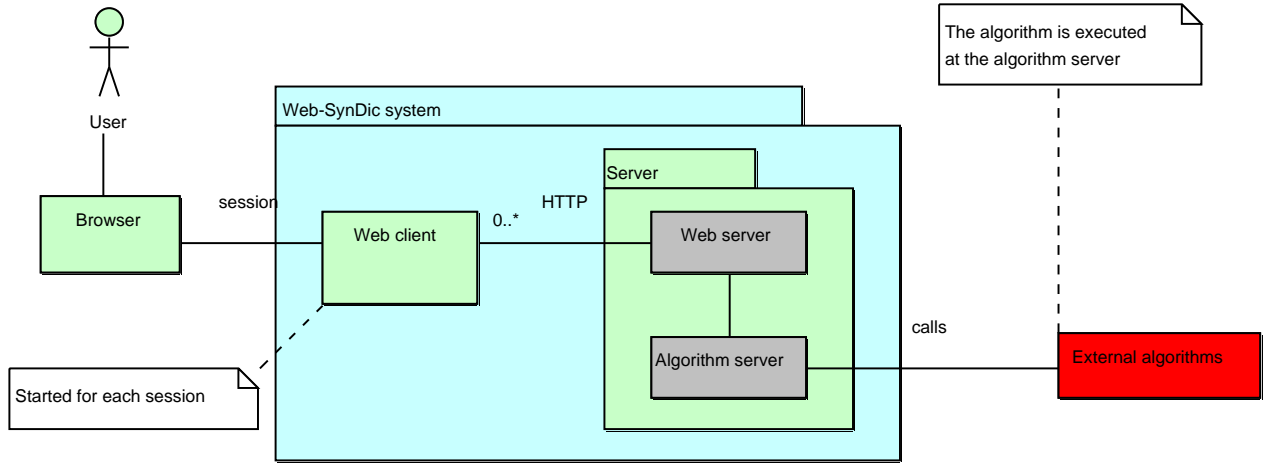 The algorithm is executed
at the algorithm server
User
Web-SynDic system
Server
Browser
session
Web client
0..*
HTTP
Web server
calls
Algorithm server
External algorithms
Started for each session